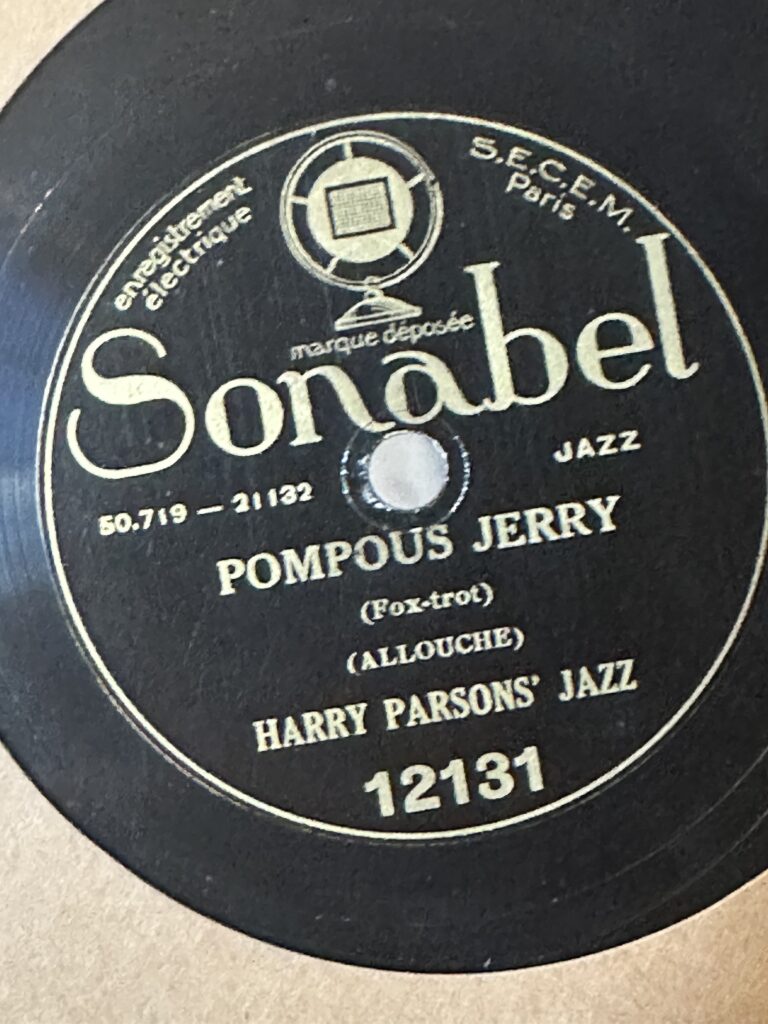 enregistrement
électrique
S.E.C.E.M.
Paris
marque déposée
Sonabel
50.719 — 21132
JAZZ
POMPOUS JERRY
(Fox-trot)
(ALLOUCHE)
HARRY PARSONS' JAZZ
12131